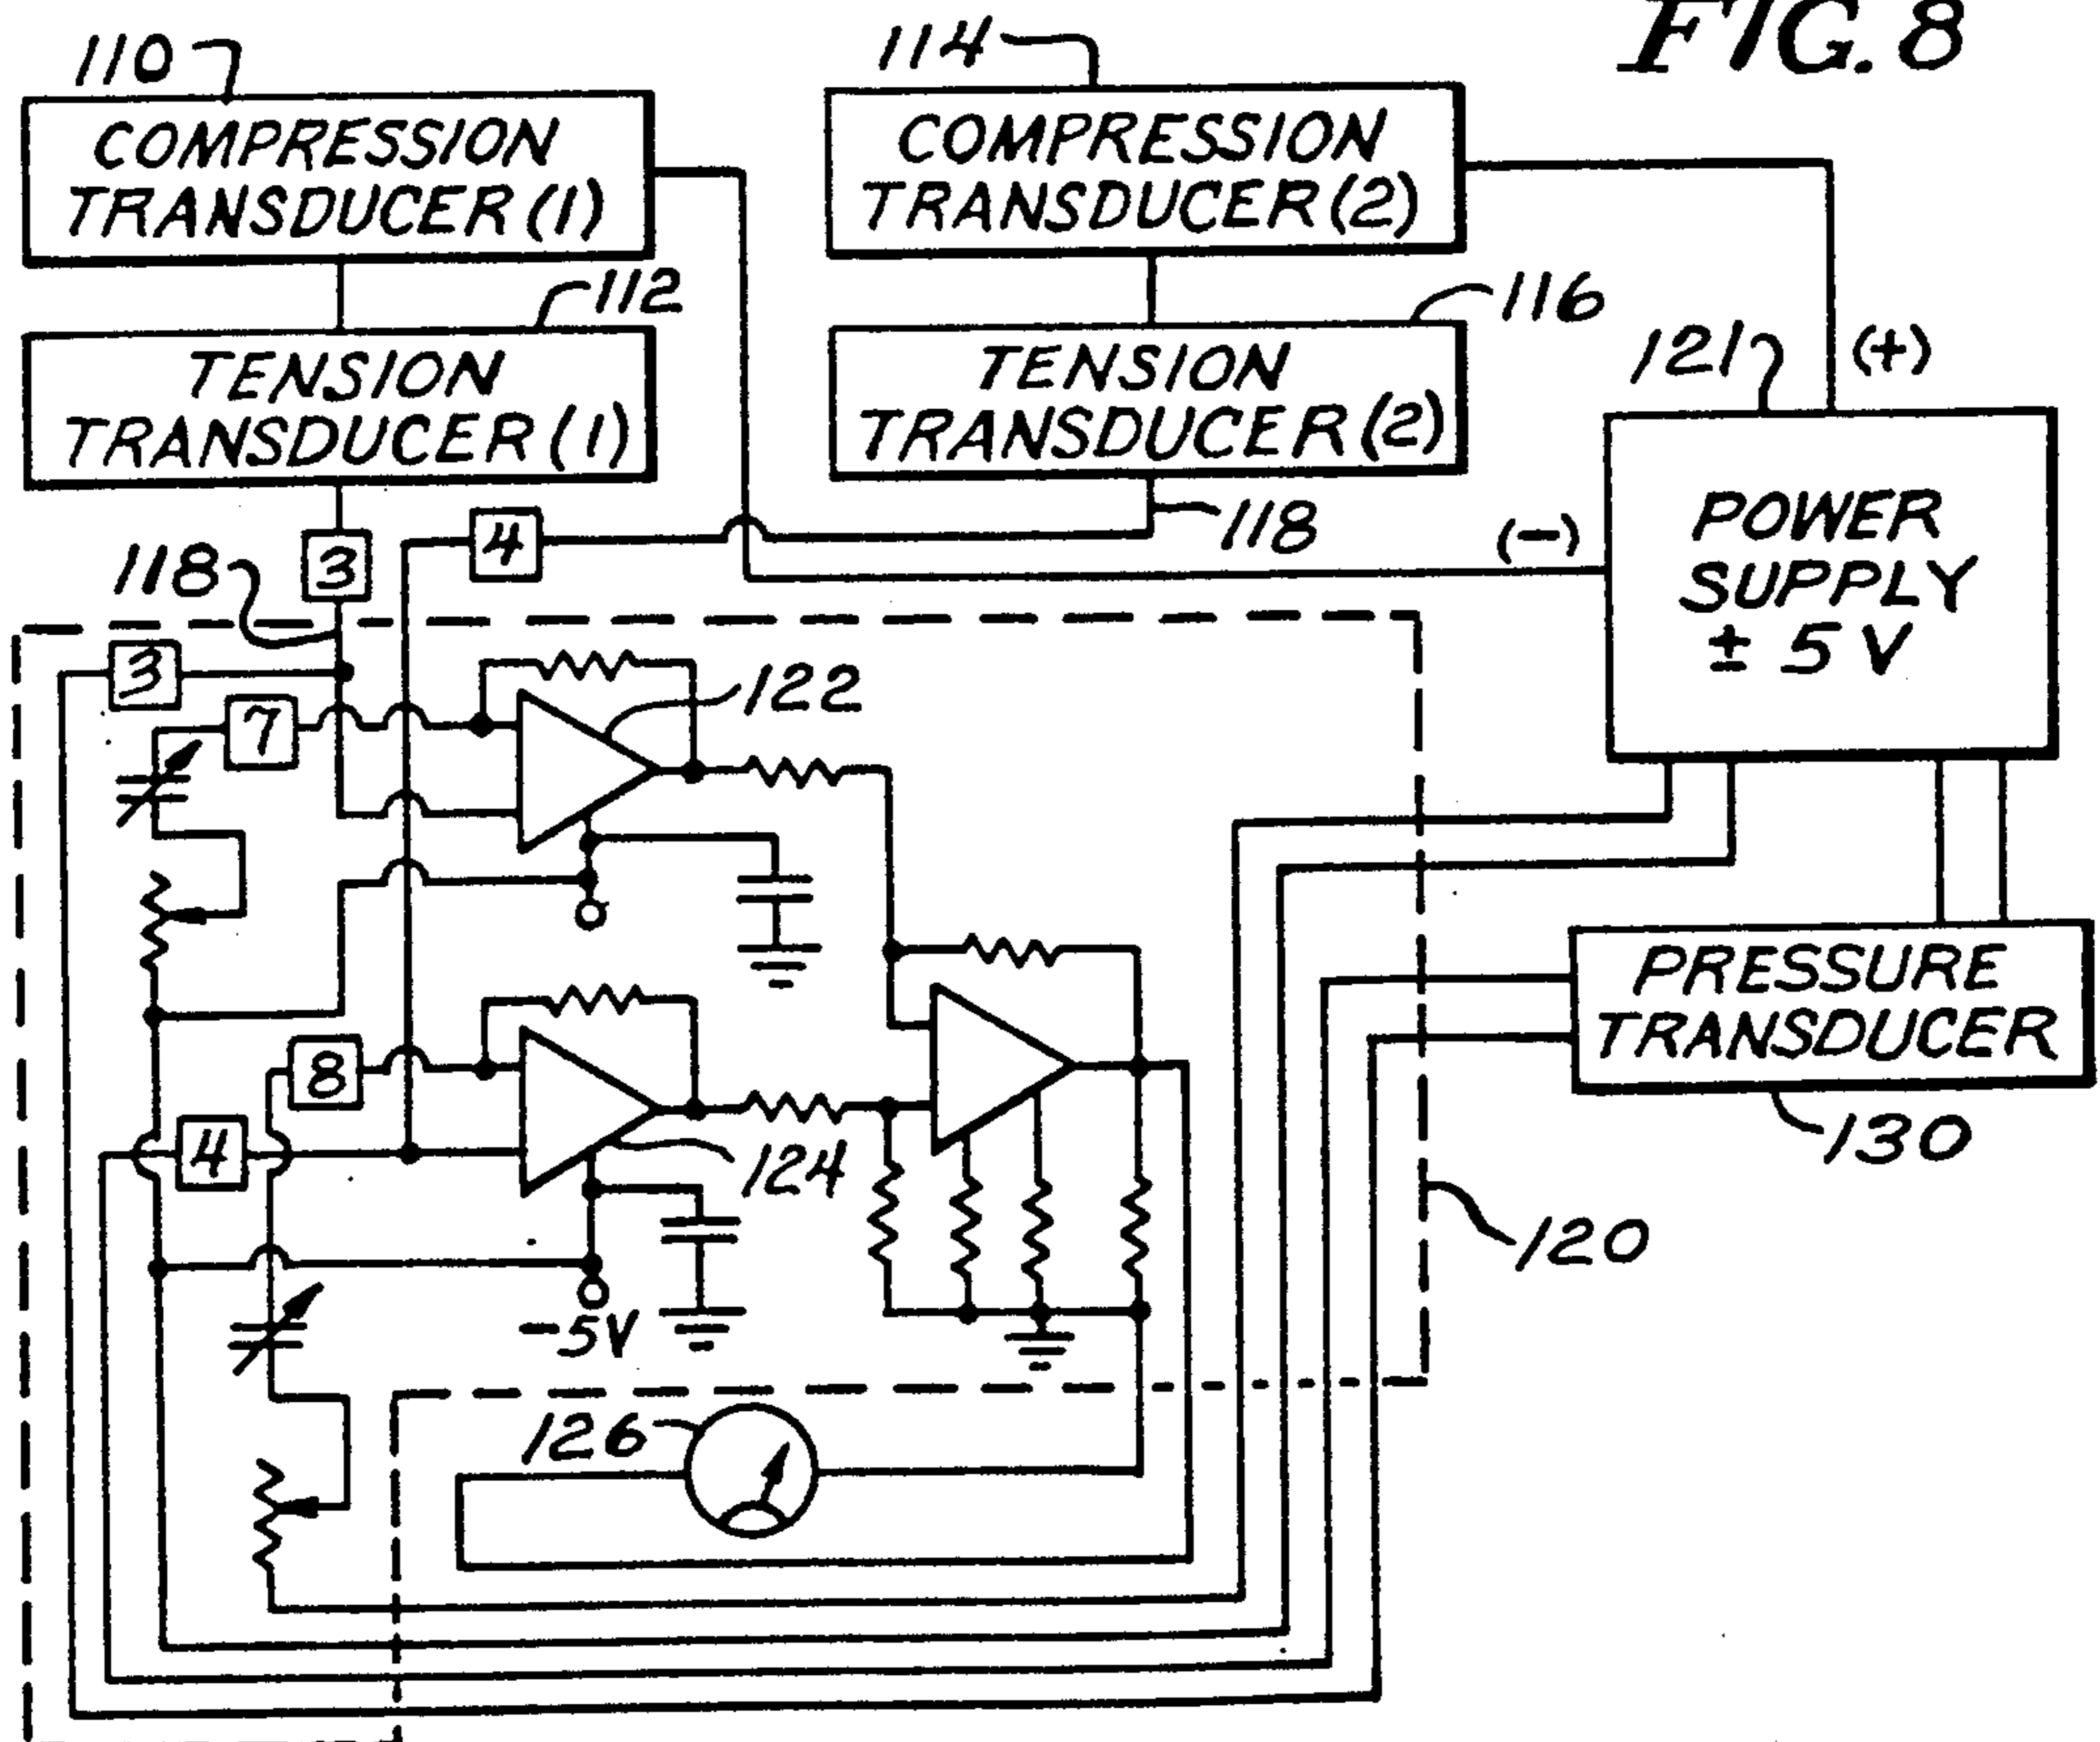 FIG. 8
110
114
COMPRESSION
TRANSDUCER (1)
COMPRESSION
TRANSDUCER (2)
112
116
TENSION
TRANSDUCER (1)
TENSION
TRANSDUCER (2)
121
(+)
POWER
SUPPLY
± 5 V
(-)
118
4
3
118
3
7
122
PRESSURE
TRANSDUCER
130
8
4
124
120
-5V
126